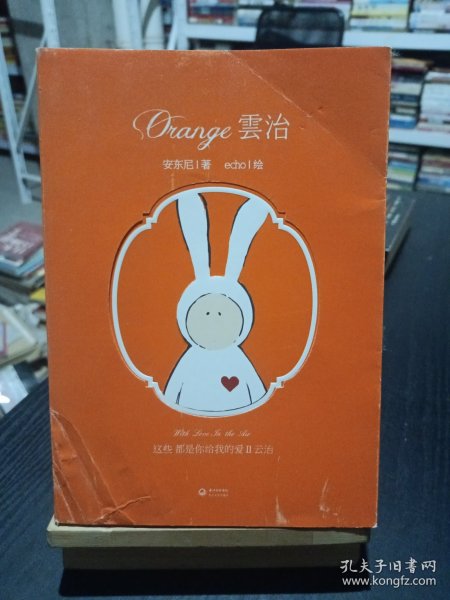 Orange 雲治
安东尼 | 著 echo | 绘
With Love In the Air
这些 都是你给我的爱 II 云治
孔夫子旧书网
www.kongfz.com